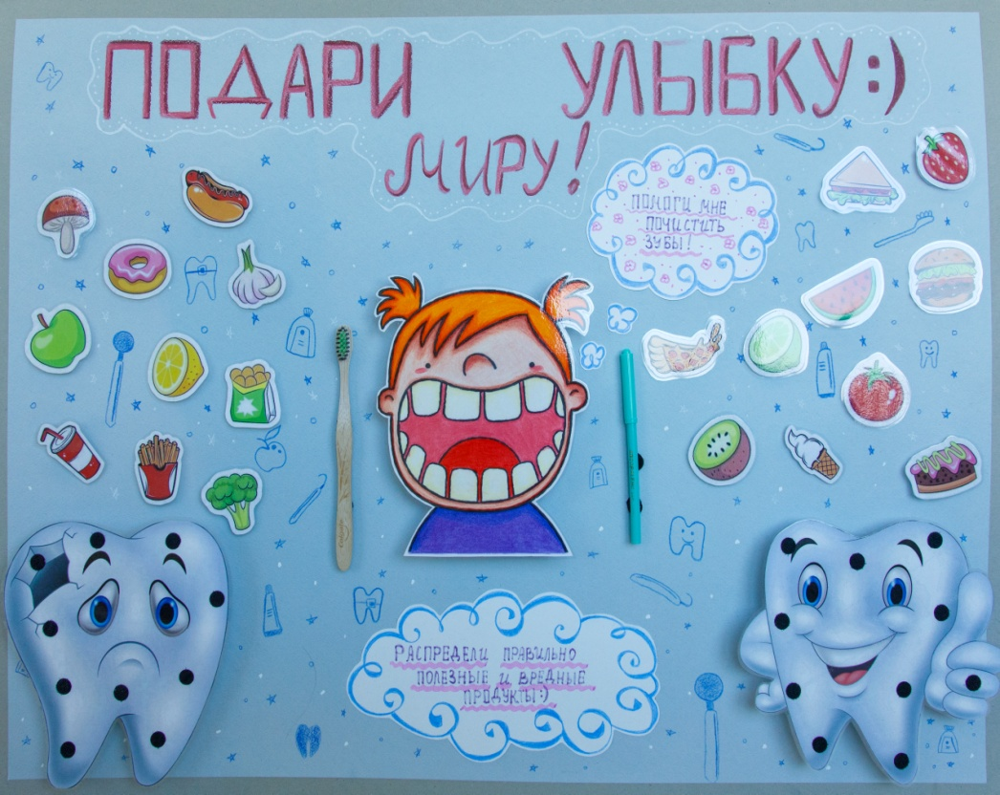 ПОДАРИ УЛЫБКУ:)
МИРУ!
ПОМОГИ МНЕ
ПОЧИСТИТЬ
ЗУБЫ!...
РАСПРЕДЕЛИ ПРАВИЛЬНО
ПОЛЕЗНЫЕ И ВРЕДНЫЕ
ПРОДУКТЫ:)